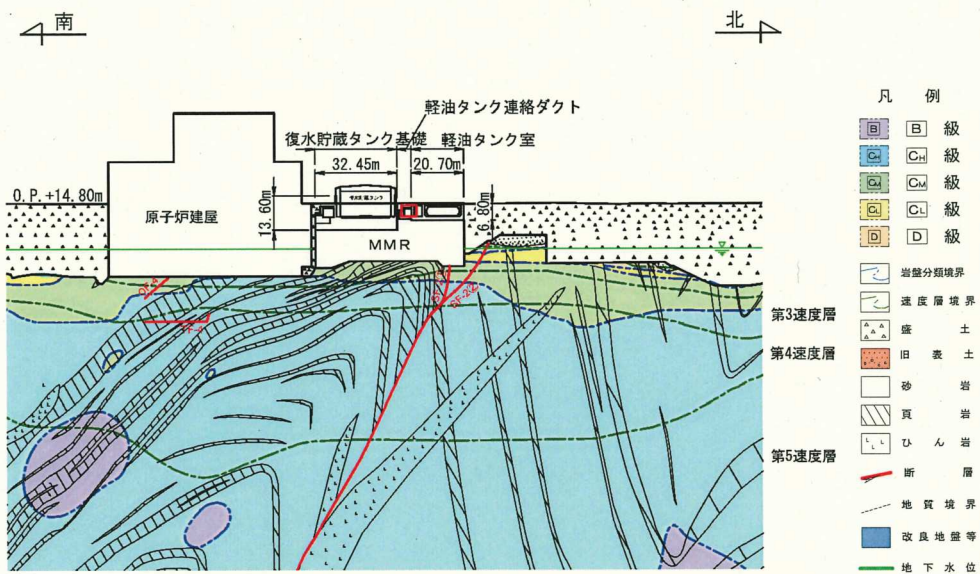 南
北
軽油タンク連絡ダクト
復水貯蔵タンク基礎 軽油タンク室
32.45m 20.70m
O.P.+14.80m
13.60m
6.80m
原子炉建屋
MMR
第3速度層
第4速度層
第5速度層
凡例
B B 級
CH CH 級
CM CM 級
CL CL 級
D D 級
岩盤分類境界
速度層境界
盛土
旧表土
砂岩
頁岩
ひん岩
断層
地質境界
改良地盤等
地下水位